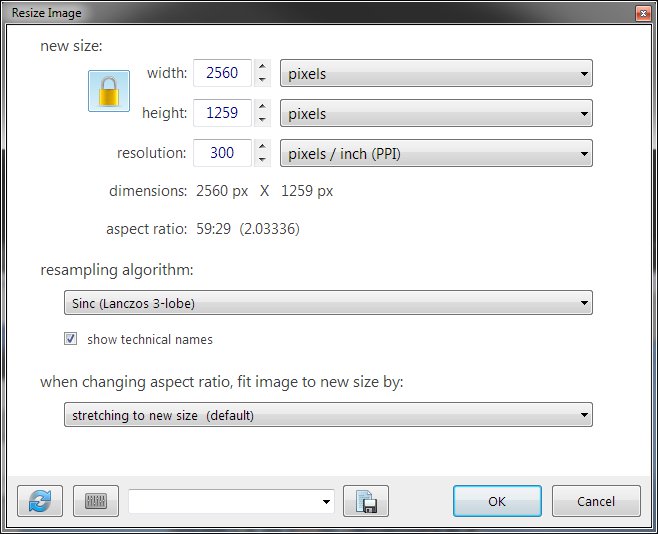 Resize Image
new size:
width: 2560 pixels
height: 1259 pixels
resolution: 300 pixels / inch (PPI)
dimensions: 2560 px X 1259 px
aspect ratio: 59:29 (2.03336)
resampling algorithm:
Sinc (Lanczos 3-lobe)
show technical names
when changing aspect ratio, fit image to new size by:
stretching to new size (default)
OK Cancel